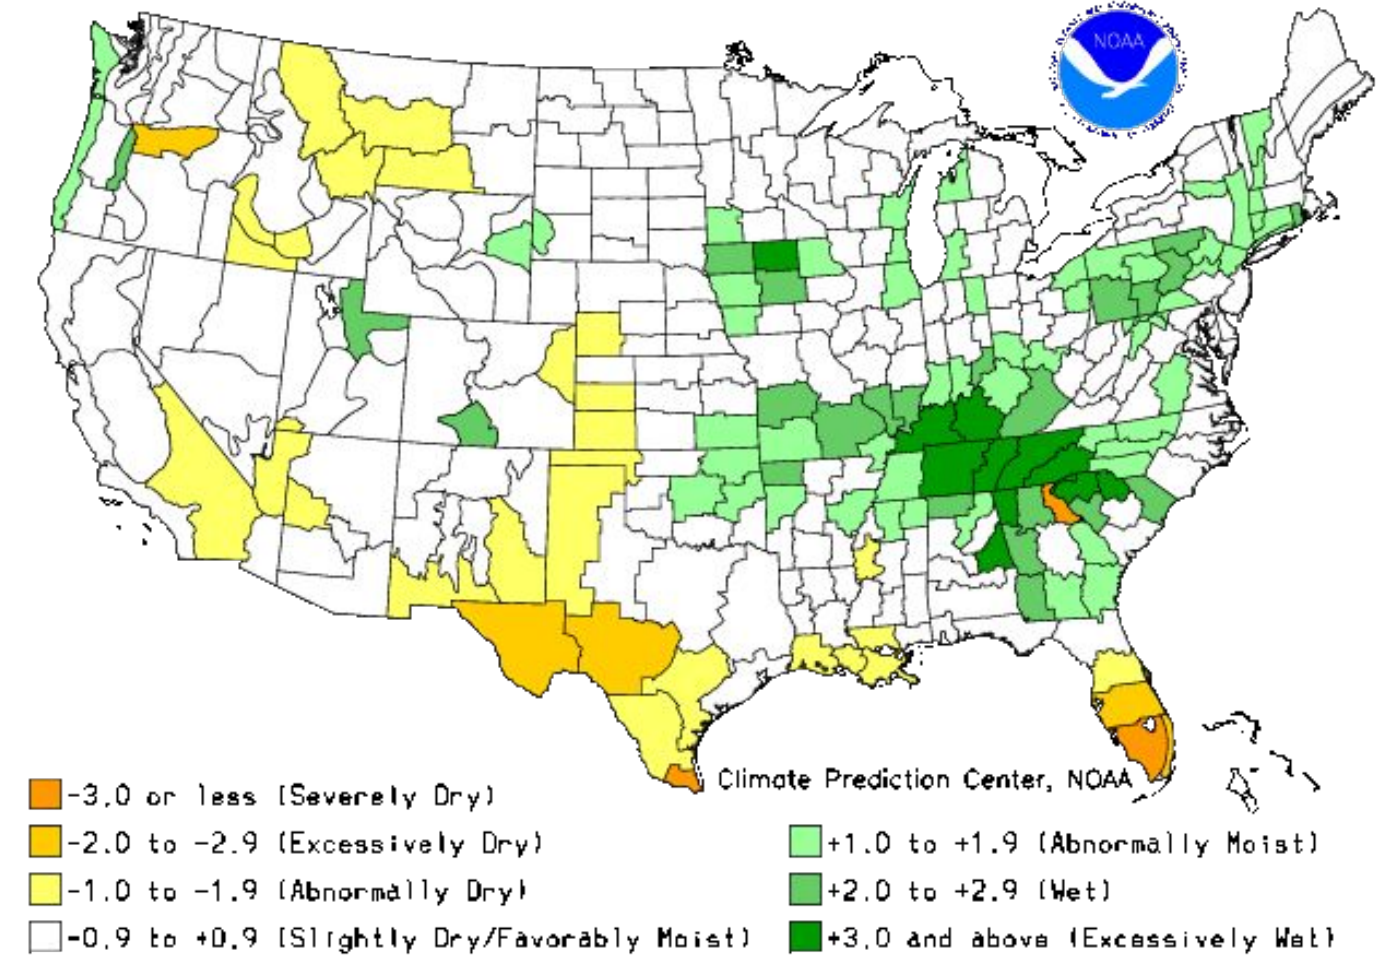 NOAA
Climate Prediction Center, NOAA
-3.0 or less (Severely Dry)
-2.0 to -2.9 (Excessively Dry)
-1.0 to -1.9 (Abnormally Dry)
-0.9 to +0.9 (Slightly Dry/Favorably Moist)
+1.0 to +1.9 (Abnormally Moist)
+2.0 to +2.9 (Wet)
+3.0 and above (Excessively Wet)